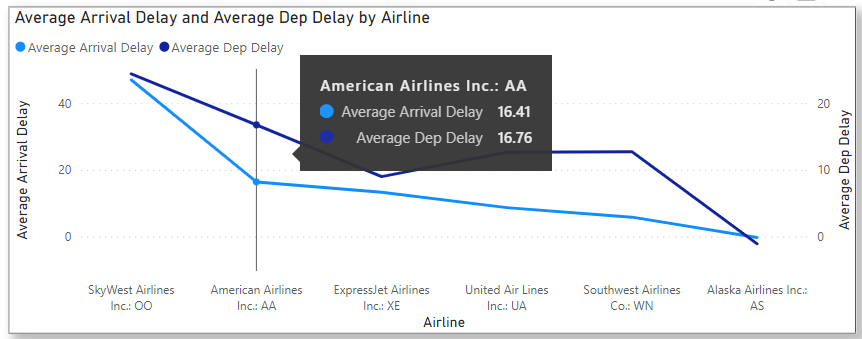 Average Arrival Delay and Average Dep Delay by Airline
Average Arrival Delay Average Dep Delay
American Airlines Inc.: AA
Average Arrival Delay 16.41
Average Dep Delay 16.76
Average Arrival Delay
40
20
0
20
10
0
Average Dep Delay
SkyWest Airlines
Inc.: OO
American Airlines
Inc.: AA
ExpressJet Airlines
Inc.: XE
United Air Lines
Inc.: UA
Southwest Airlines
Co.: WN
Alaska Airlines Inc.:
AS
Airline